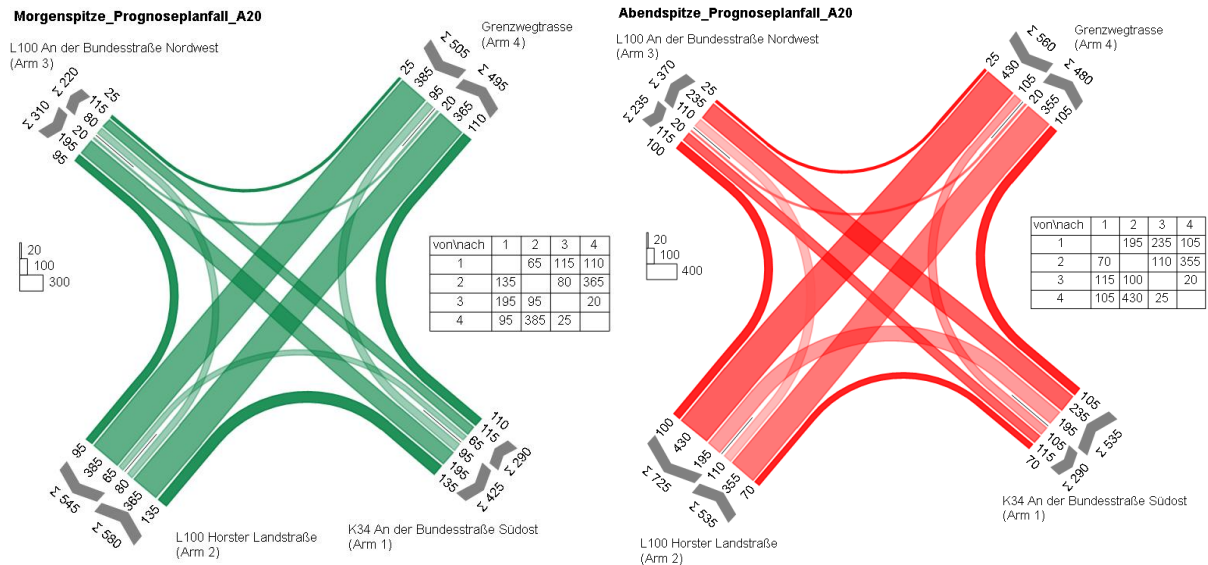 Morgenspitze_Prognoseplanfall_A20
L100 An der Bundesstraße Nordwest
(Arm 3)
Grenzwegtrasse
(Arm 4)
Σ 310
Σ 220
25
115
80
20
195
95
Σ 505
Σ 495
25
385
95
20
365
110
20
100
300
von\nach 1 2 3 4
1 65 115 110
2 135 80 365
3 195 95 20
4 95 385 25
95
385
65
80
365
135
Σ 545
Σ 580
110
115
65
95
195
135
Σ 290
Σ 425
L100 Horster Landstraße
(Arm 2)
K34 An der Bundesstraße Südost
(Arm 1)
Abendspitze_Prognoseplanfall_A20
L100 An der Bundesstraße Nordwest
(Arm 3)
Grenzwegtrasse
(Arm 4)
Σ 235
Σ 370
25
235
110
20
115
100
Σ 560
Σ 480
25
430
105
20
355
105
20
100
400
von\nach 1 2 3 4
1 195 235 105
2 70 110 355
3 115 100 20
4 105 430 25
100
430
195
110
355
70
Σ 725
Σ 535
105
235
195
105
115
70
Σ 535
Σ 290
K34 An der Bundesstraße Südost
(Arm 1)
L100 Horster Landstraße
(Arm 2)